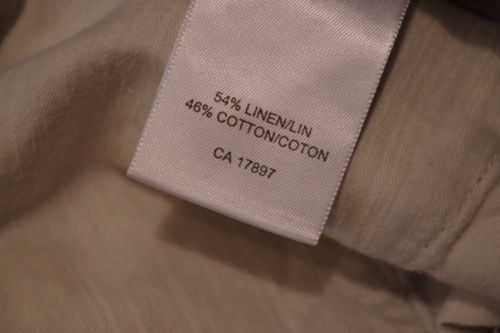 54% LINEN/LIN
46% COTTON/COTON
CA 17897